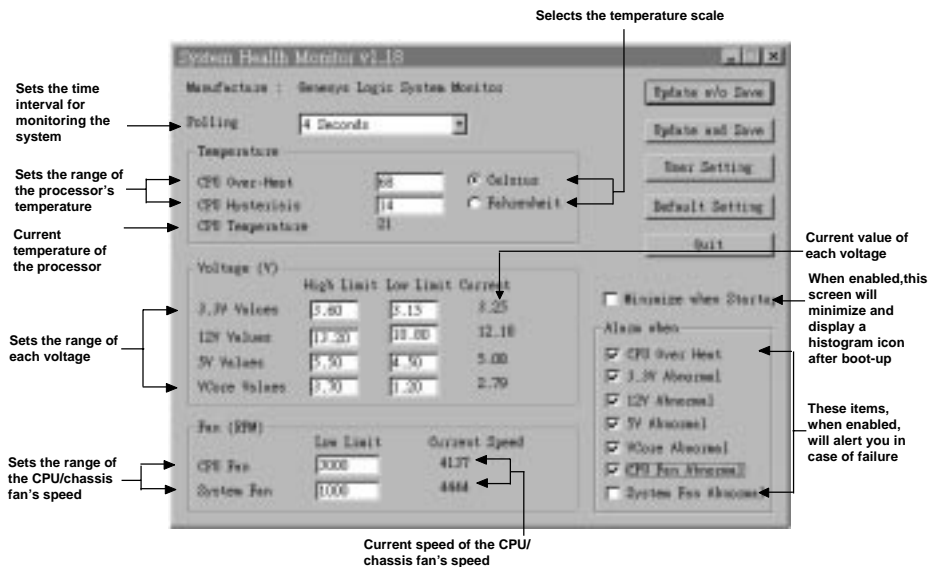 Selects the temperature scale
System Health Monitor v2.18
Manufacture : Genesys Logic System Monitor
Update w/o Save
Sets the time
interval for
monitoring the
system
Polling
4 Seconds
Update and Save
Temperature
User Setting
Sets the range of
the processor's
temperature
CPU Over-Heat
68
Celsius
CPU Hysterisis
14
Fahrenheit
Default Setting
Current
temperature of
the processor
CPU Temperature
Quit
Current value of
each voltage
Voltage (V)
High Limit Low Limit Current
When enabled,this
screen will
minimize and
display a
histogram icon
after boot-up
Minimize when Startup
3.3V Values 3.60 3.15 3.25
Sets the range of
each voltage
12V Values 13.20 10.80 12.18
5V Values 5.50 4.50 5.00
VCore Values 3.70 1.20 2.79
Alarm when
CPU Over Heat
3.3V Abnormal
12V Abnormal
5V Abnormal
VCore Abnormal
CPU Fan Abnormal
System Fan Abnormal
These items,
when enabled,
will alert you in
case of failure
Fan (RPM)
Low Limit Current Speed
Sets the range of
the CPU/chassis
fan's speed
CPU Fan 3000 4137
System Fan 1000
Current speed of the CPU/
chassis fan's speed